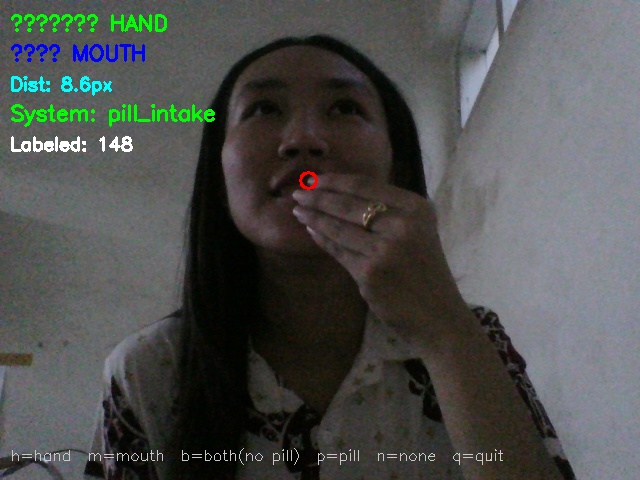 ??????? HAND
???? MOUTH
Dist: 8.6px
System: pill_intake
Labeled: 148
h=hand m=mouth b=both(no pill) p=pill n=none q=quit